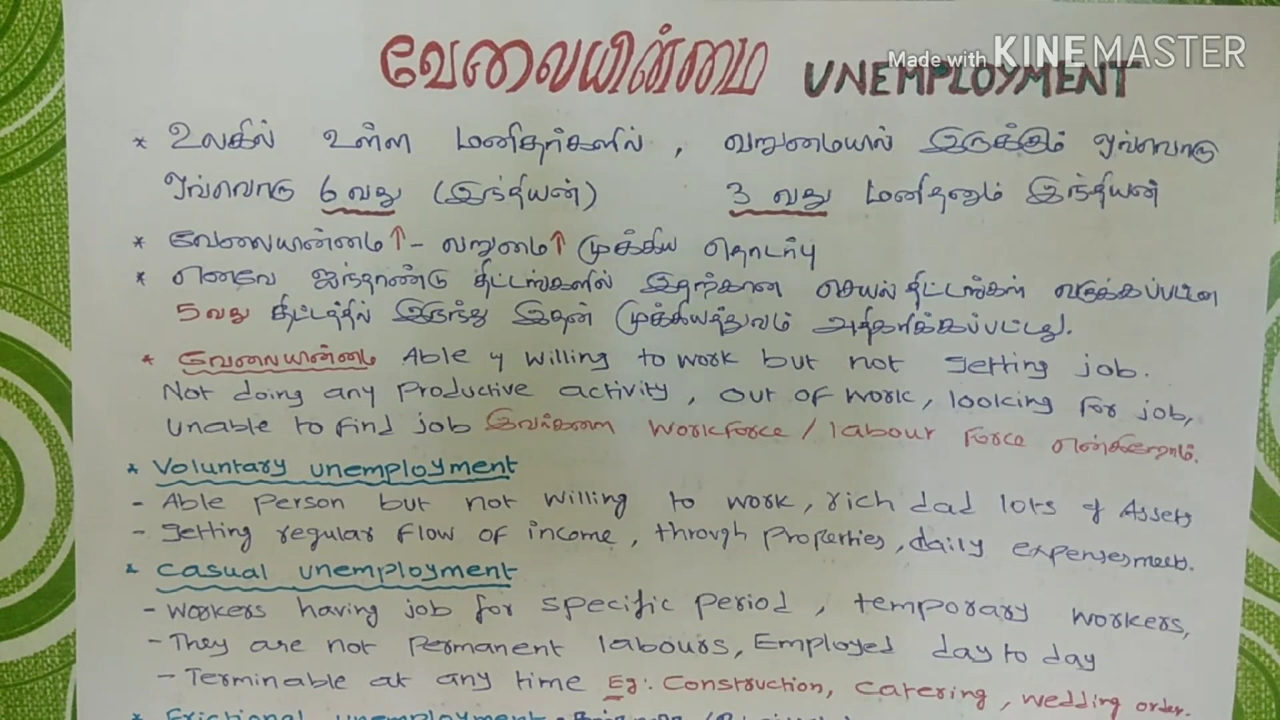 Made with KINEMASTER
வேலையின்மை UNEMPLOYMENT
* உலகில் உள்ள மனிதர்களில் , வறுமையில் இருக்கும் ஒவ்வொரு
ஒவ்வொரு 6 வது (இந்தியன்) 3 வது மனிதனும் இந்தியன்
* வேலையின்மை ↑ - வறுமை ↑ முக்கிய தொடர்பு
* எனவே ஐந்தாண்டு திட்டங்களில் இதற்கான செயல் திட்டங்கள் வகுக்கப்பட்டன
5வது திட்டத்தில் இருந்து இதன் முக்கியத்துவம் அதிகரிக்கப்பட்டது.
* வேலையின்மை Able & willing to work but not getting job.
Not doing any productive activity, out of work, looking for job,
unable to find job இவர்களை workforce / labour force என்கிறோம்.
* Voluntary unemployment
- Able person but not willing to work, rich dad lots of Assets
- getting regular flow of income, through properties, daily expenses meets.
* casual unemployment
- workers having job for specific period, temporary workers,
- They are not permanent labours, Employed day to day
- Terminable at any time Eg: Construction, catering, wedding order.
* Frictional unemployment